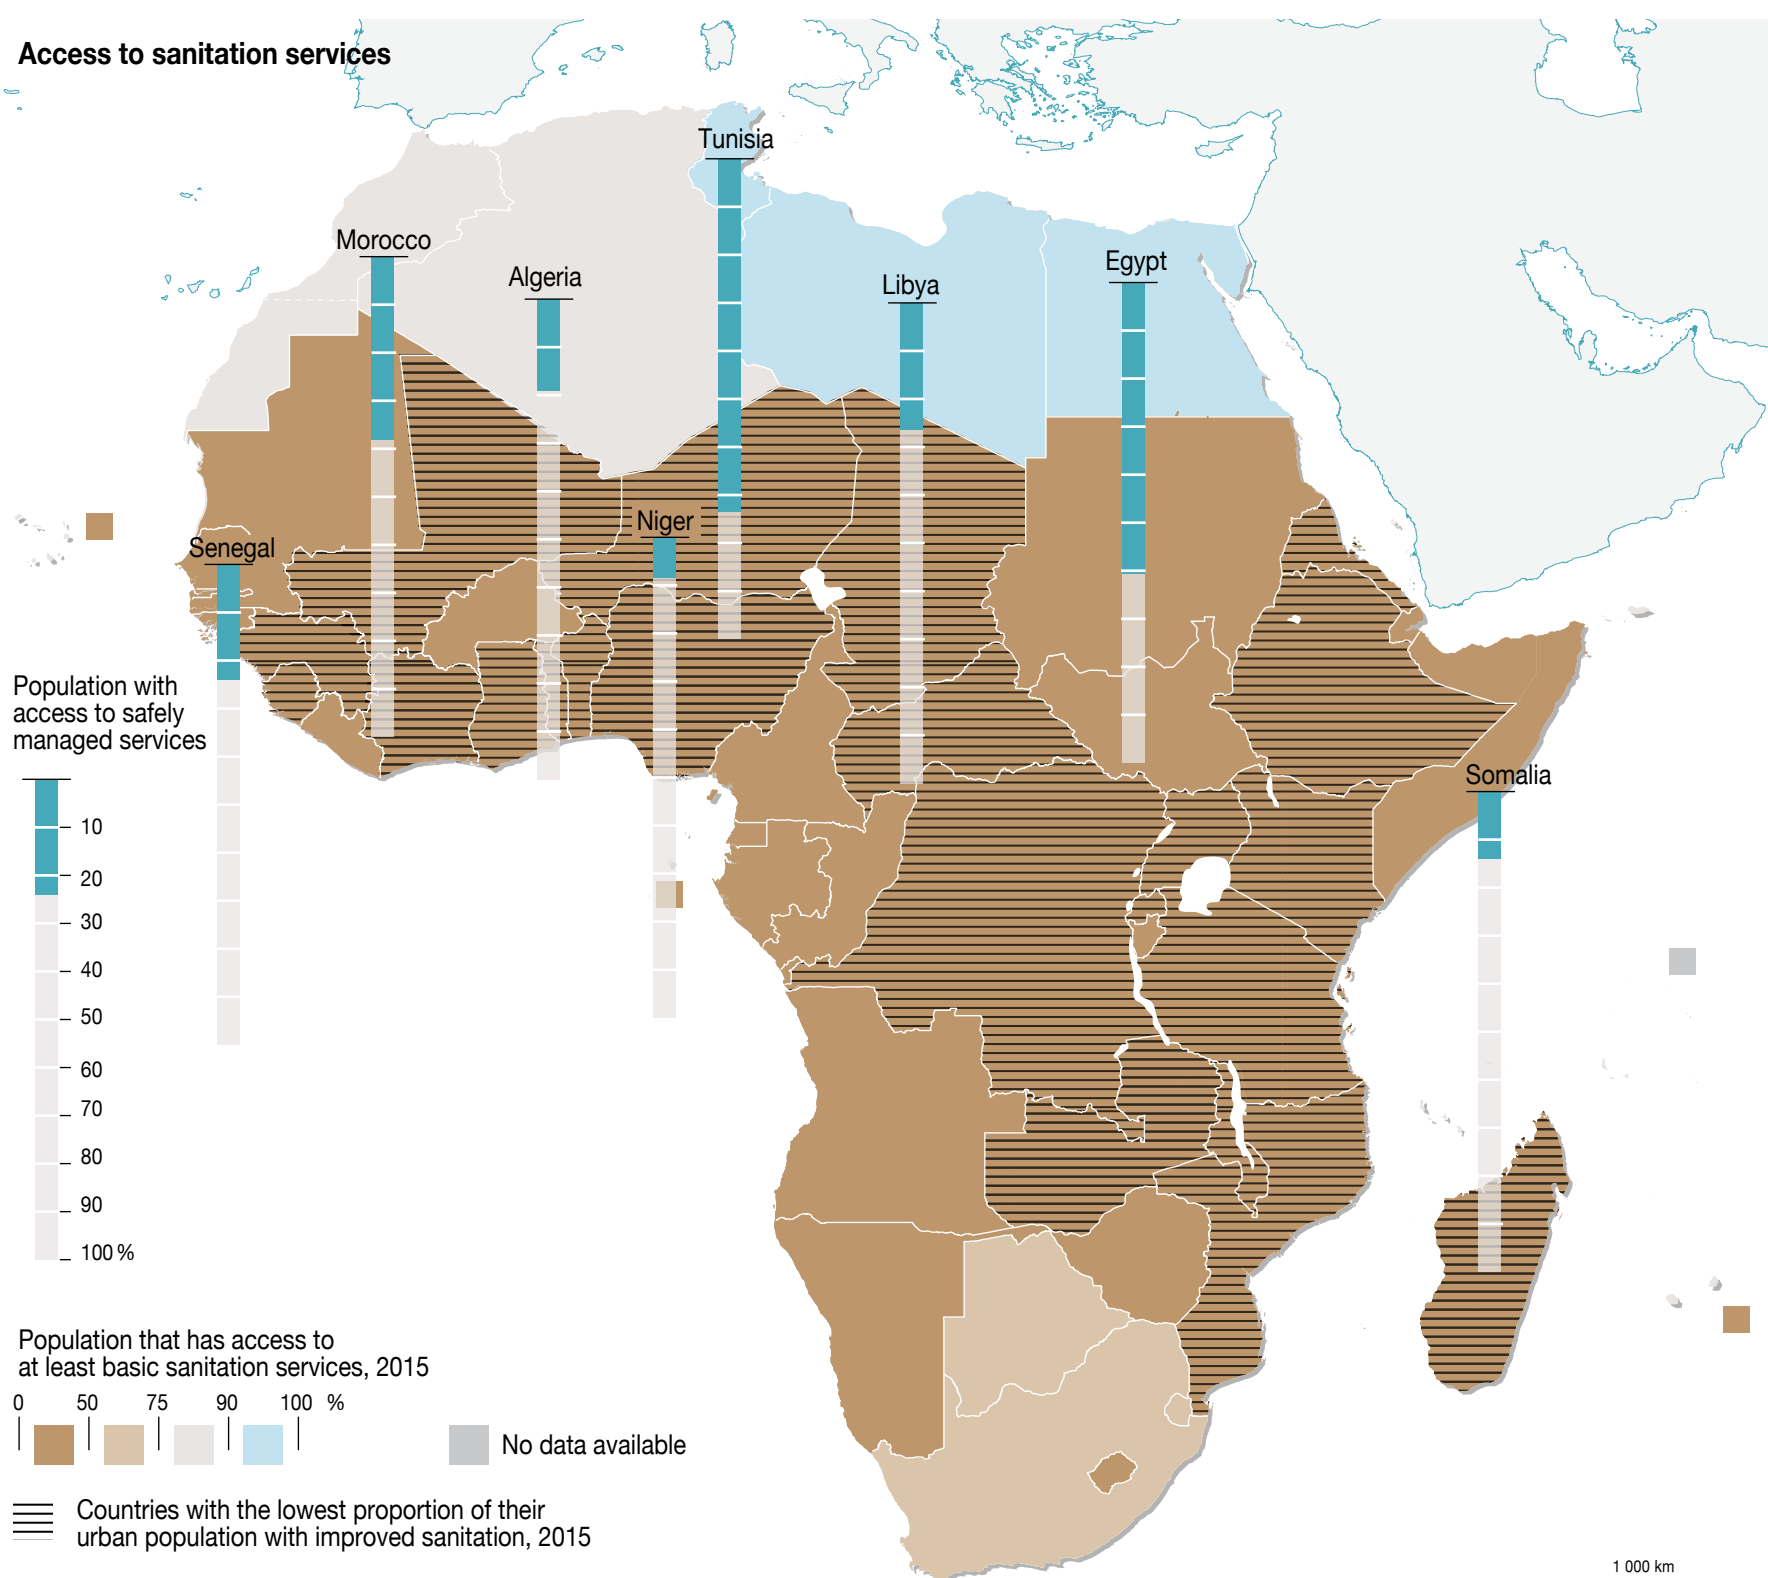 Access to sanitation services
Tunisia
Morocco
Algeria
Libya
Egypt
Niger
Senegal
Somalia
Population with
access to safely
managed services
10
20
30
40
50
60
70
80
90
100 %
Population that has access to
at least basic sanitation services, 2015
0 50 75 90 100 %
No data available
Countries with the lowest proportion of their
urban population with improved sanitation, 2015
1 000 km